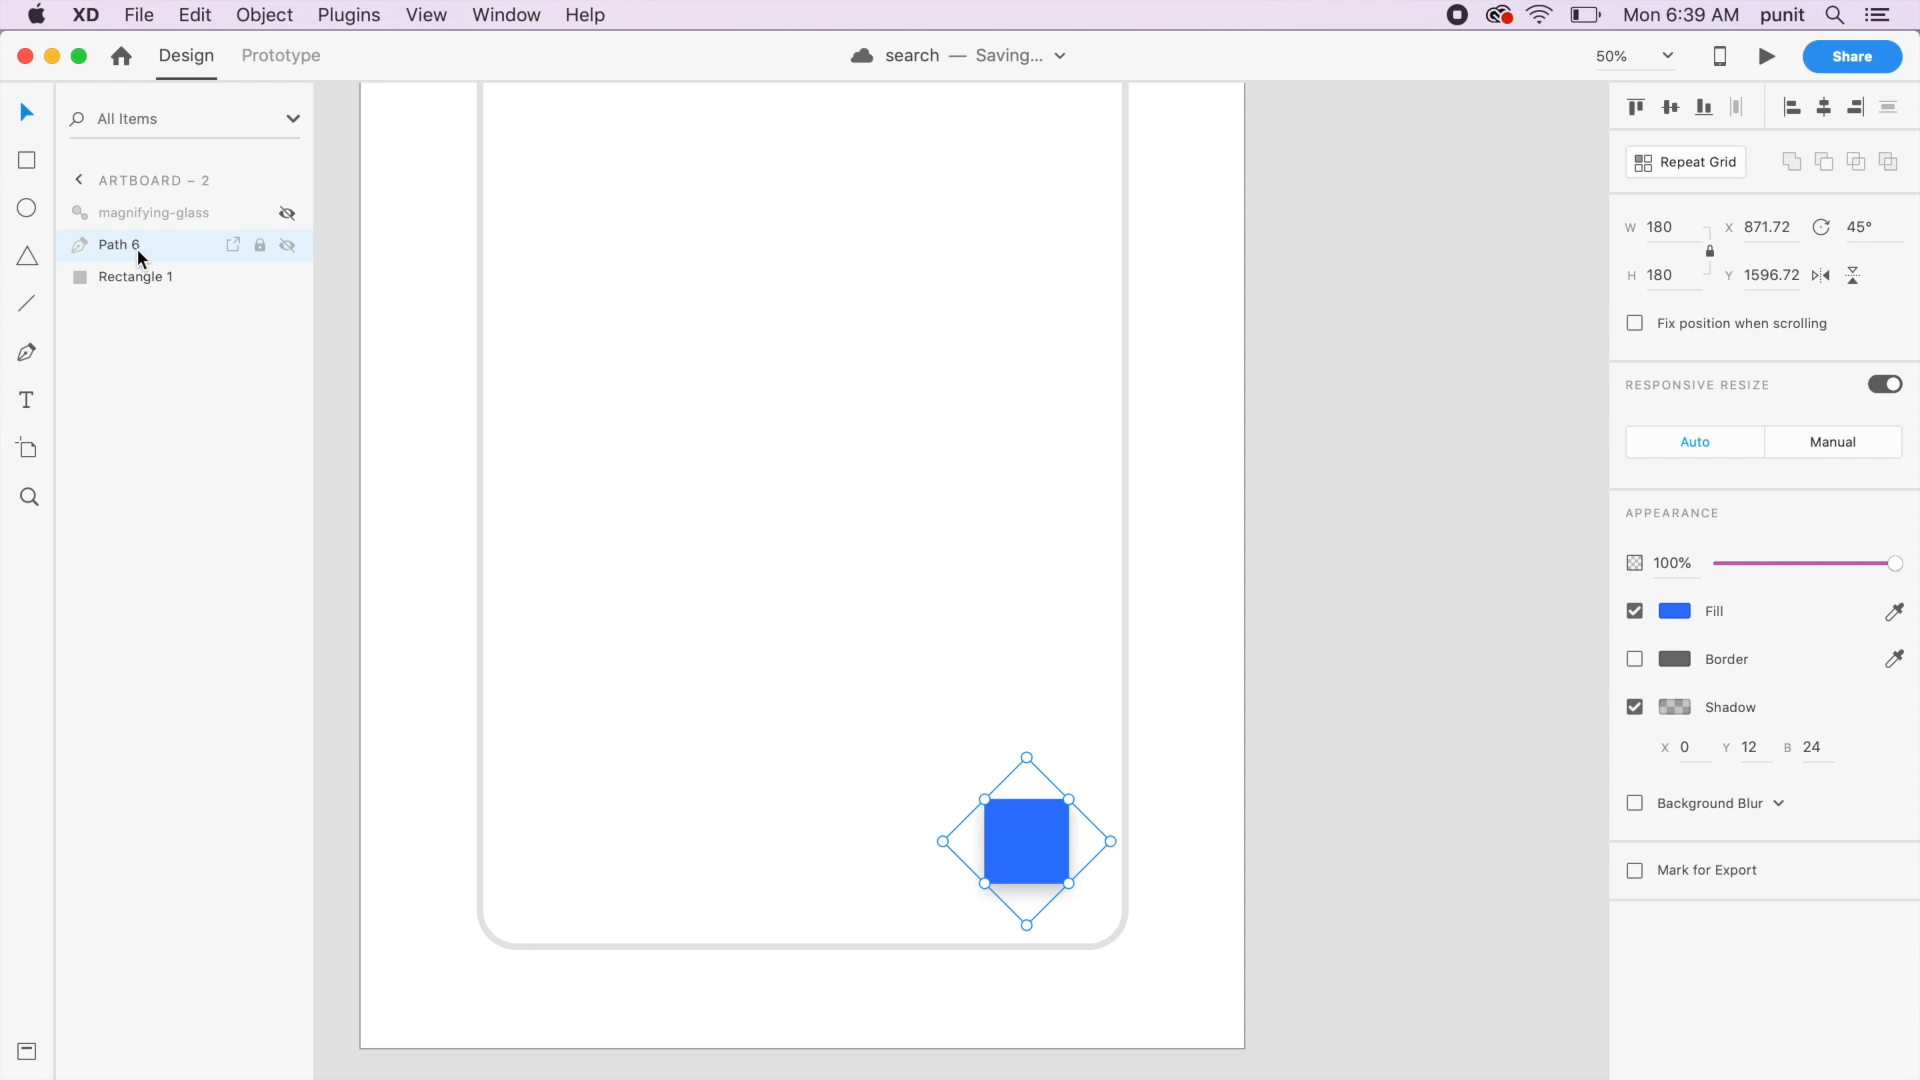 XD File Edit Object Plugins View Window Help Mon 6:39 AM punit
Design Prototype search — Saving... 50% Share
All Items
ARTBOARD – 2
magnifying-glass
Path 6
Rectangle 1
Repeat Grid
W 180 X 871.72 45°
H 180 Y 1596.72
Fix position when scrolling
RESPONSIVE RESIZE
Auto Manual
APPEARANCE
100%
Fill
Border
Shadow
X 0 Y 12 B 24
Background Blur
Mark for Export
T